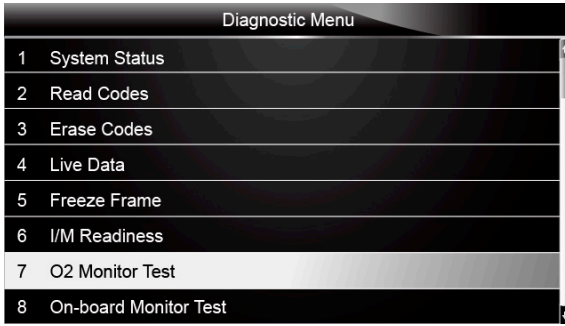 Diagnostic Menu
1 System Status
2 Read Codes
3 Erase Codes
4 Live Data
5 Freeze Frame
6 I/M Readiness
7 O2 Monitor Test
8 On-board Monitor Test